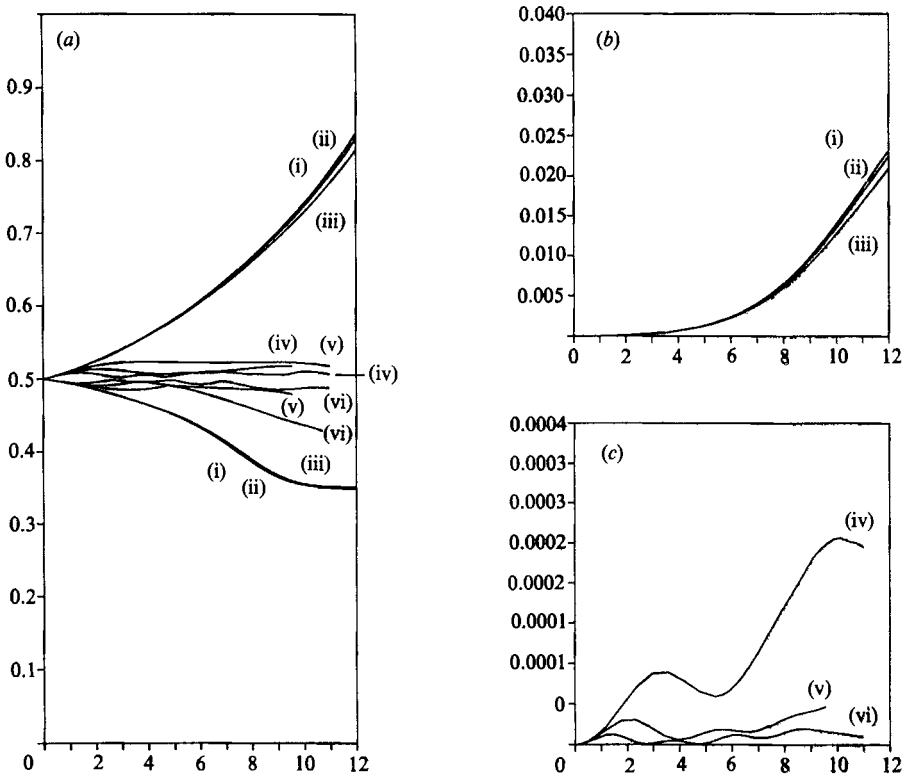 (a)
0.9
0.8
0.7
0.6
0.5
0.4
0.3
0.2
0.1
0
2
4
6
8
10
12
(ii)
(i)
(iii)
(iv)
(v)
(iv)
(v)
(vi)
(vi)
(i)
(ii)
(iii)
(b)
0.040
0.035
0.030
0.025
0.020
0.015
0.010
0.005
0
2
4
6
8
10
12
(i)
(ii)
(iii)
(c)
0.0004
0.0003
0.0003
0.0002
0.0002
0.0001
0.0001
0
0
2
4
6
8
10
12
(iv)
(v)
(vi)